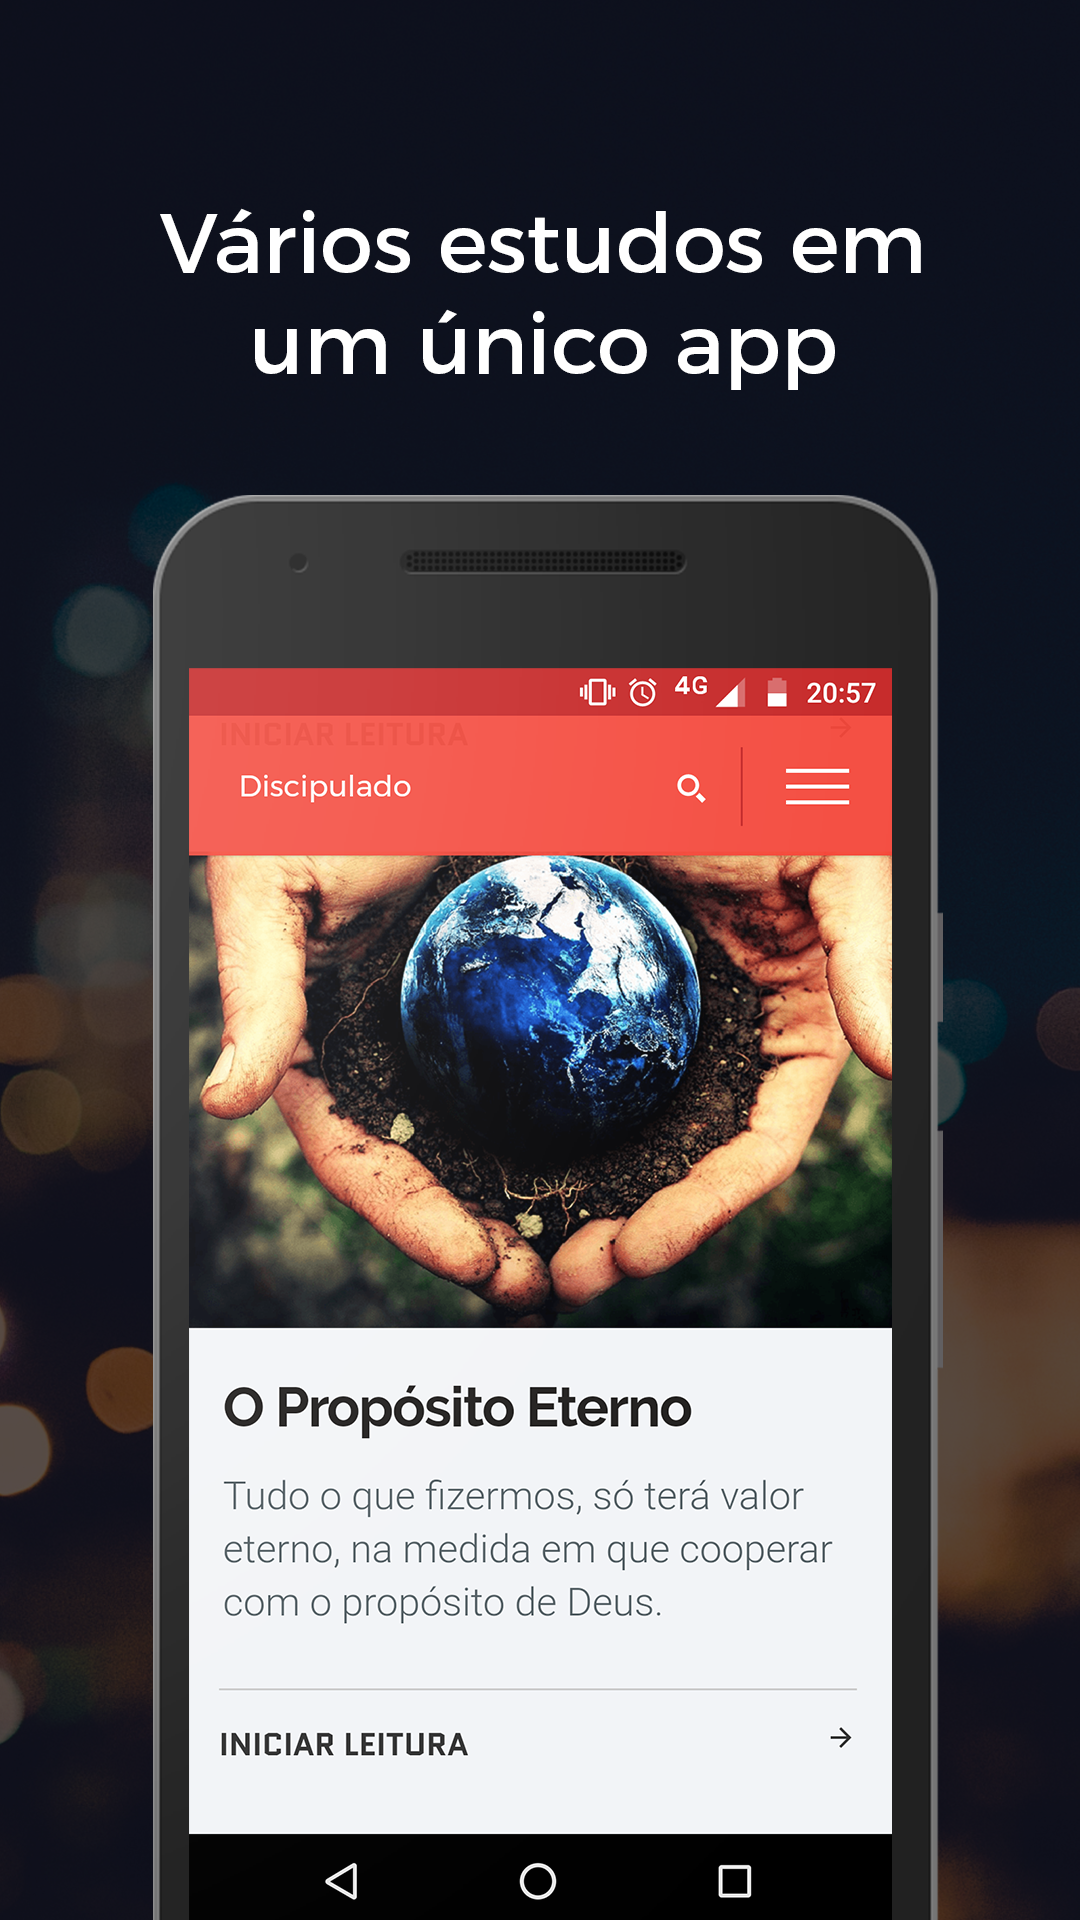 Vários estudos em
um único app
4G 20:57
INICIAR LEITURA
Discipulado
O Propósito Eterno
Tudo o que fizermos, só terá valor
eterno, na medida em que cooperar
com o propósito de Deus.
INICIAR LEITURA